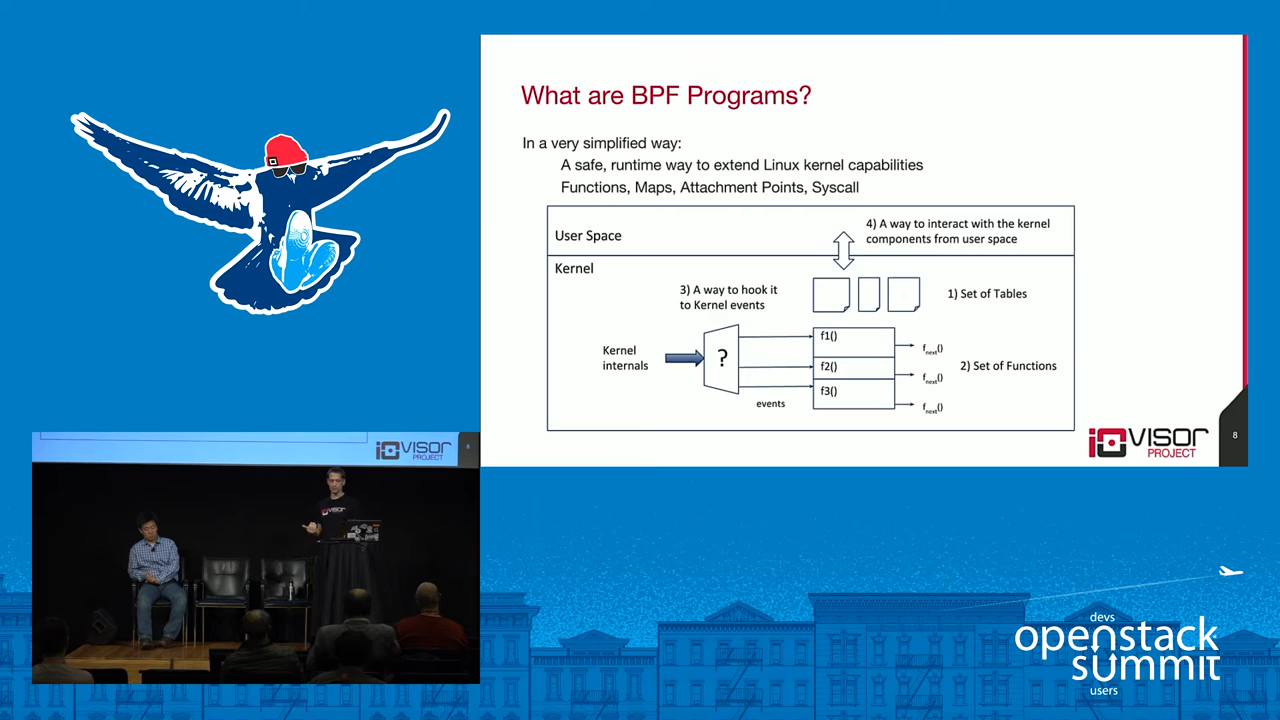 What are BPF Programs?
In a very simplified way:
A safe, runtime way to extend Linux kernel capabilities
Functions, Maps, Attachment Points, Syscall
User Space
4) A way to interact with the kernel
components from user space
Kernel
3) A way to hook it
to Kernel events
1) Set of Tables
Kernel
internals
?
f1()
f2()
f3()
fnext()
fnext()
fnext()
2) Set of Functions
events
iO VISOR
PROJECT
8
iO VISOR
PROJECT
8
devs
openstack
summit
users